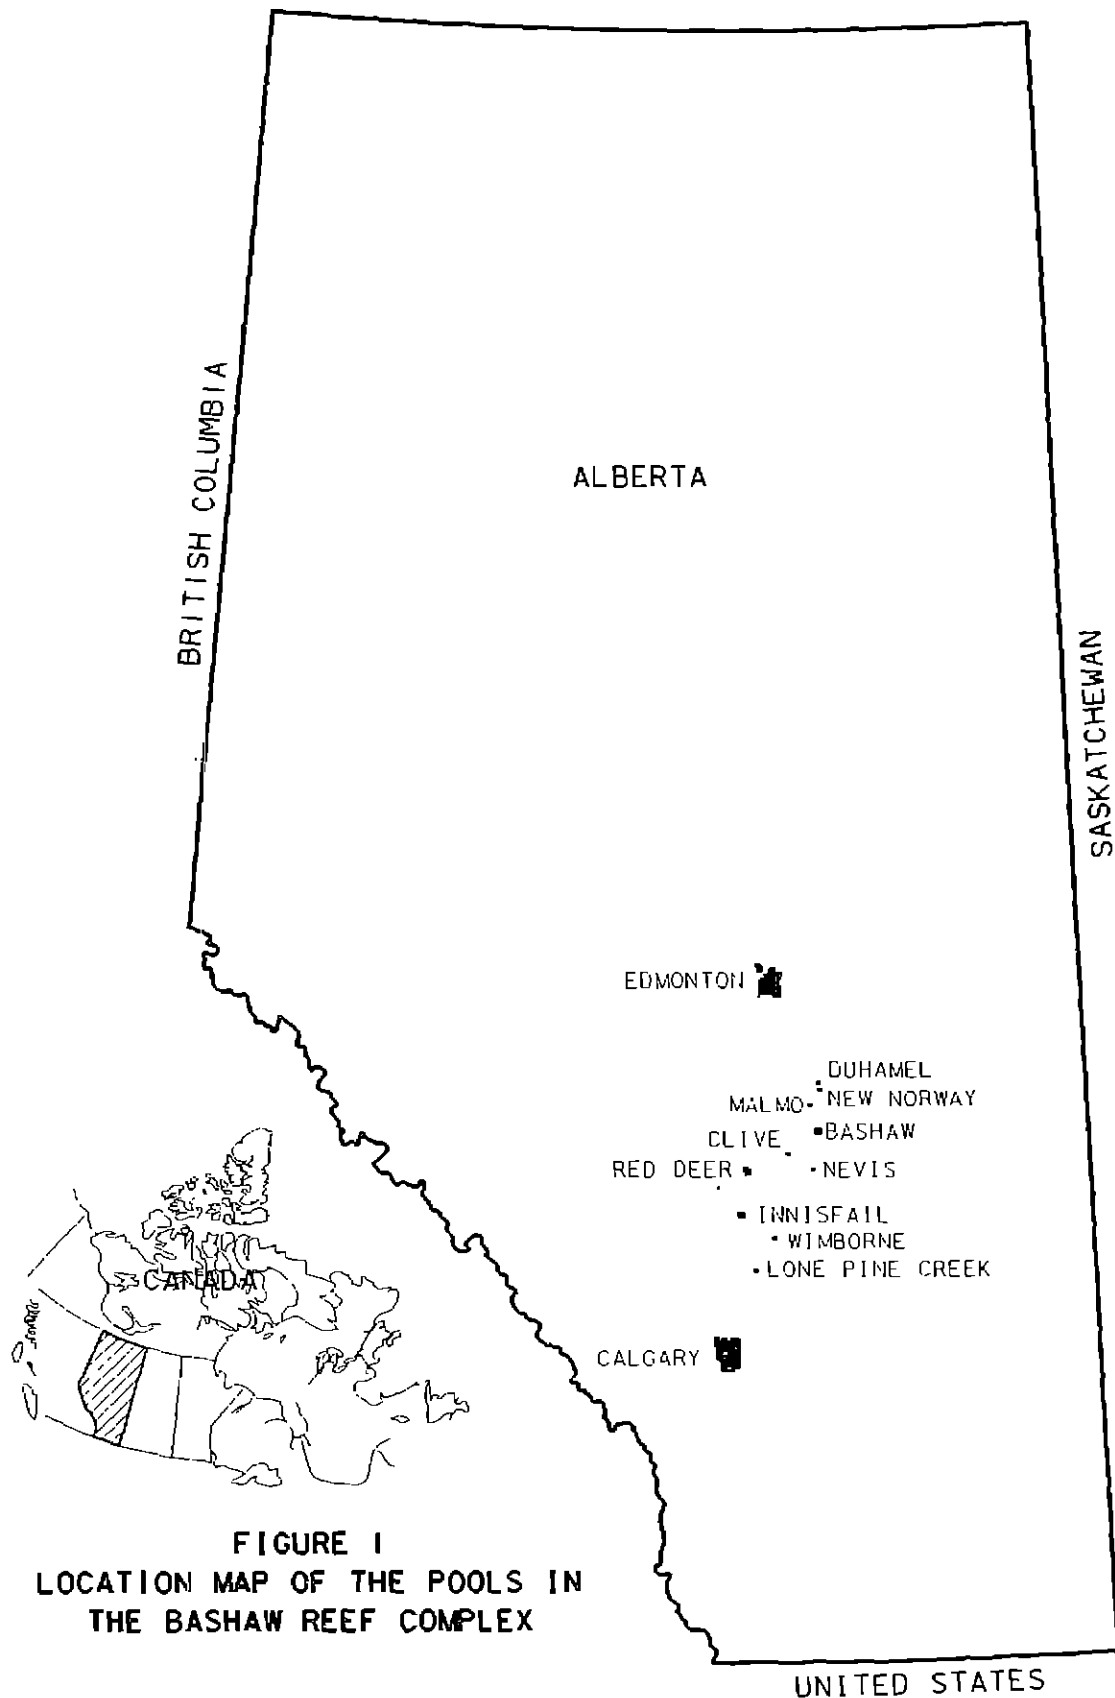 BRITISH COLUMBIA
ALBERTA
SASKATCHEWAN
EDMONTON
DUHAMEL
MALMO
NEW NORWAY
CLIVE
BASHAW
RED DEER
NEVIS
INNISFAIL
WIMBORNE
LONE PINE CREEK
CANADA
CALGARY
FIGURE 1
LOCATION MAP OF THE POOLS IN
THE BASHAW REEF COMPLEX
UNITED STATES